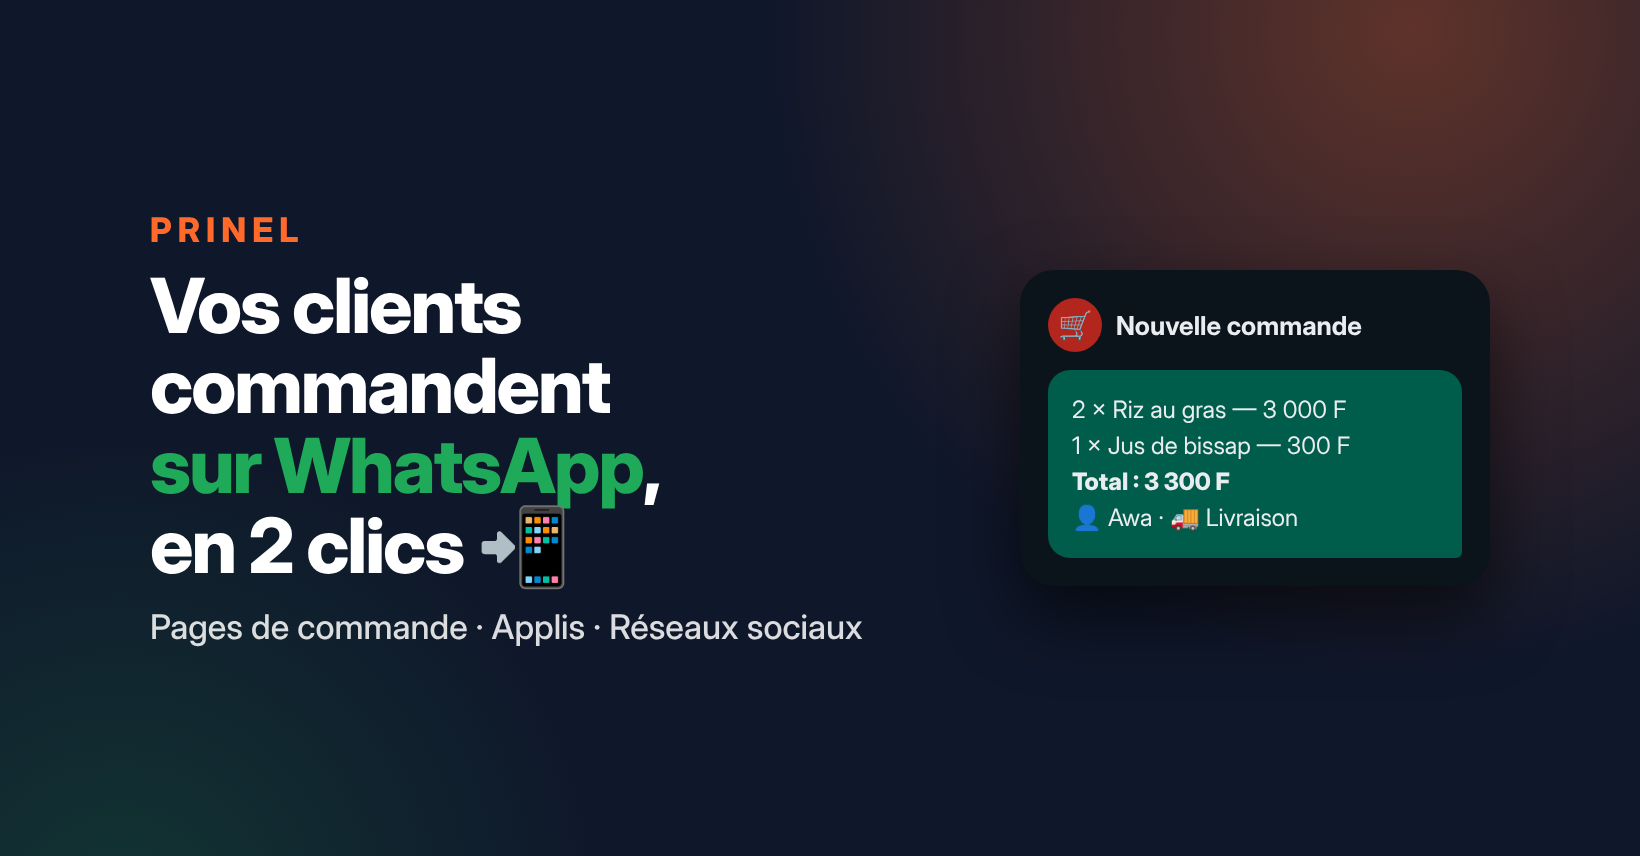 PRINEL
Vos clients
commandent
sur WhatsApp,
en 2 clics 📲
Pages de commande · Applis · Réseaux sociaux
🛒 Nouvelle commande
2 × Riz au gras — 3 000 F
1 × Jus de bissap — 300 F
Total : 3 300 F
👤 Awa · 🚚 Livraison